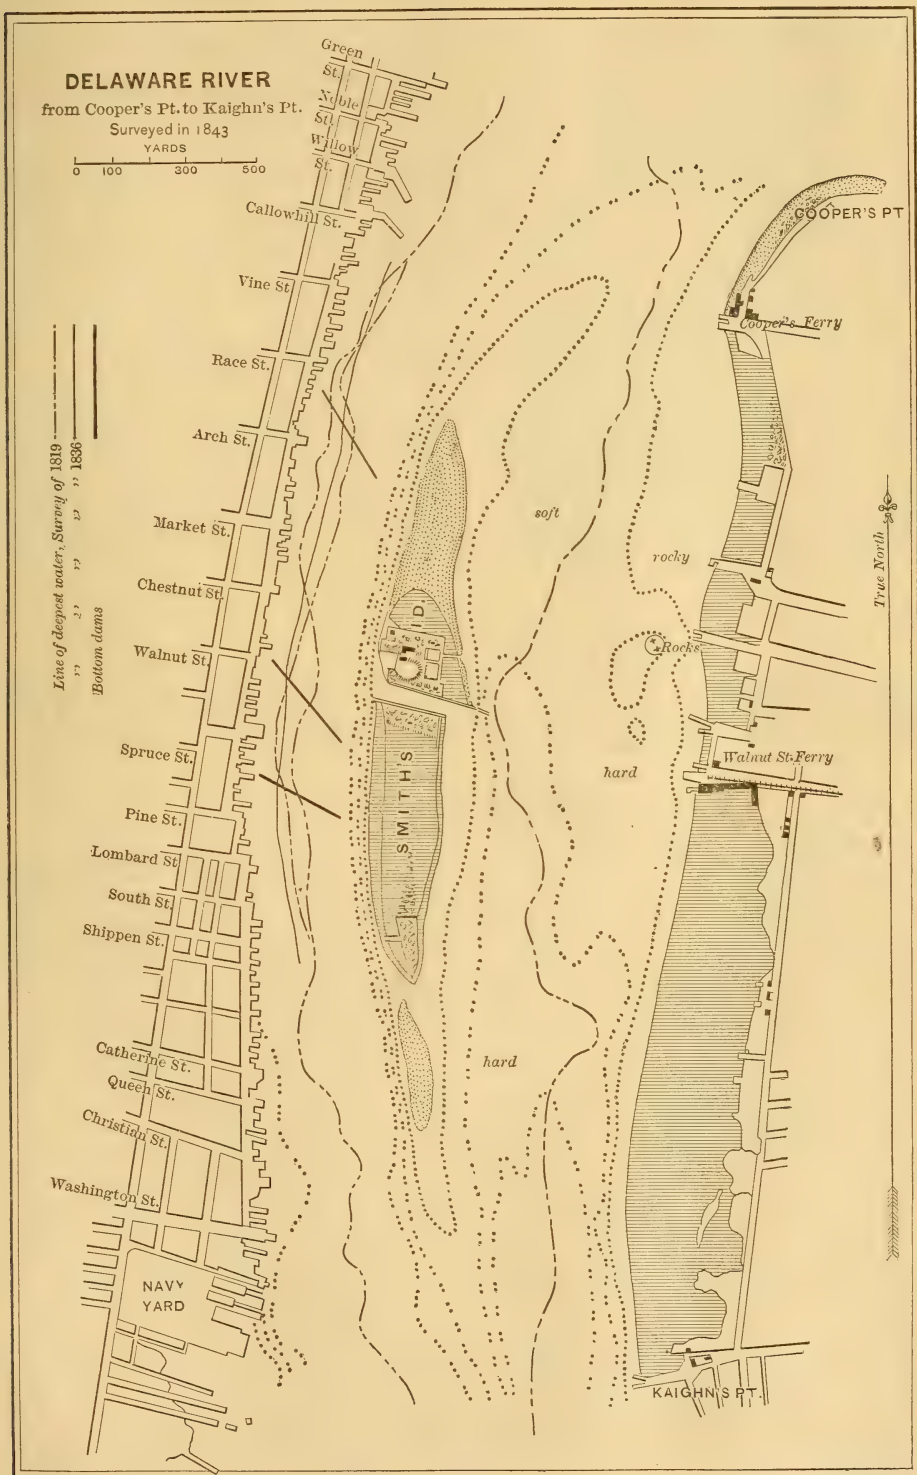 DELAWARE RIVER
from Cooper's Pt. to Kaighn's Pt.
Surveyed in 1843
YARDS
0 100 300 500
Green
St.
Noble
St.
Willow
St.
Callowhill St.
Vine St.
Race St.
Arch St.
Market St.
Chestnut St.
Walnut St.
Spruce St.
Pine St.
Lombard St
South St.
Shippen St.
Catherine St.
Queen St.
Christian St.
Washington St.
NAVY
YARD
Line of deepest water, Survey of 1819
,, ,, ,, ,, ,, 1836
Bottom dams
SMITH'S
ID
soft
rocky
Rocks
hard
hard
COOPER'S PT
Cooper's Ferry
True North
Walnut St. Ferry
KAIGHN'S PT.